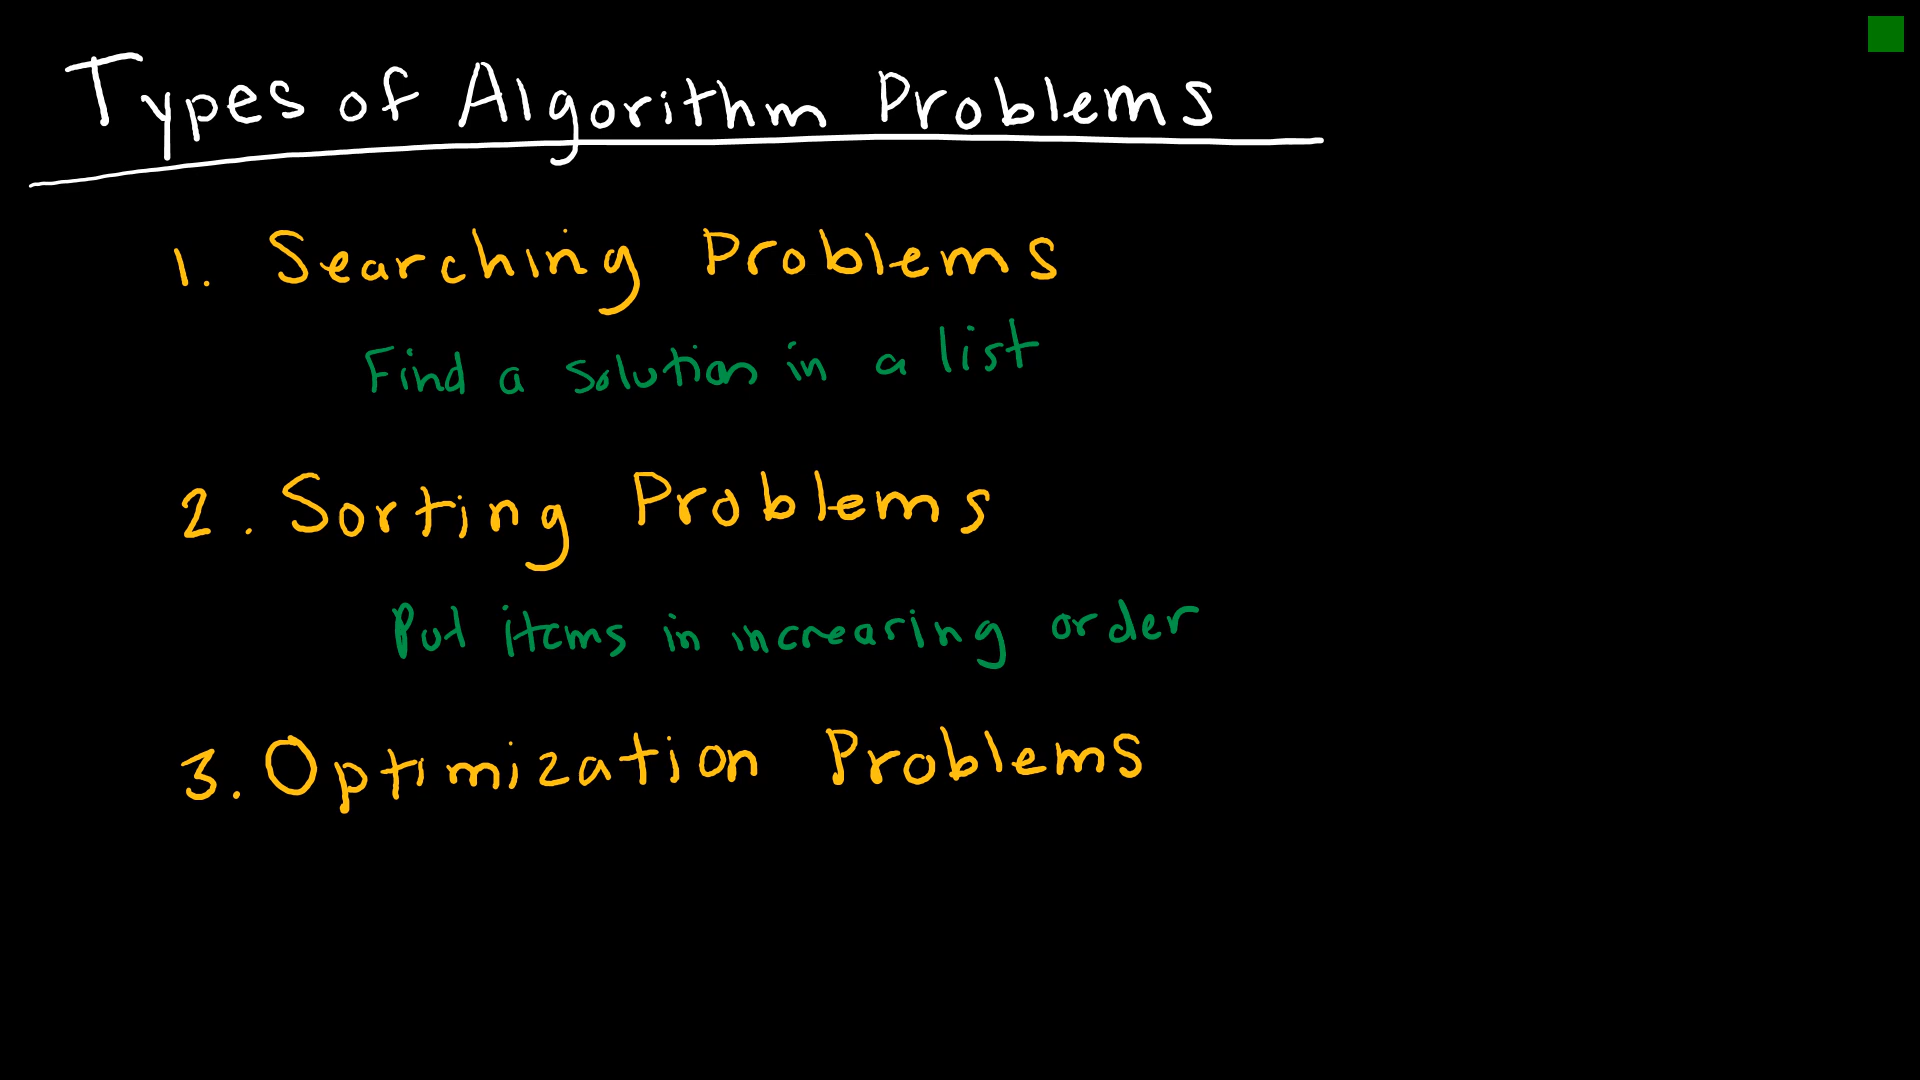 Types of Algorithm Problems
1. Searching Problems
Find a solution in a list
2. Sorting Problems
Put items in increasing order
3. Optimization Problems